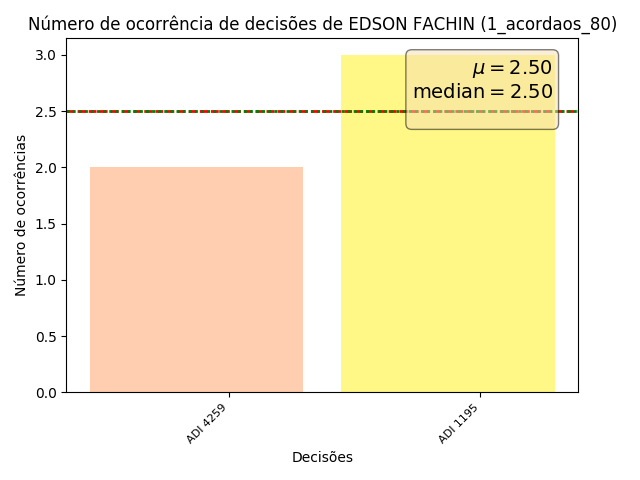 Número de ocorrência de decisões de EDSON FACHIN (1_acordaos_80)
3.0
2.5
2.0
1.5
1.0
0.5
0.0
Número de ocorrências
μ = 2.50
median = 2.50
ADI 4259
ADI 1195
Decisões